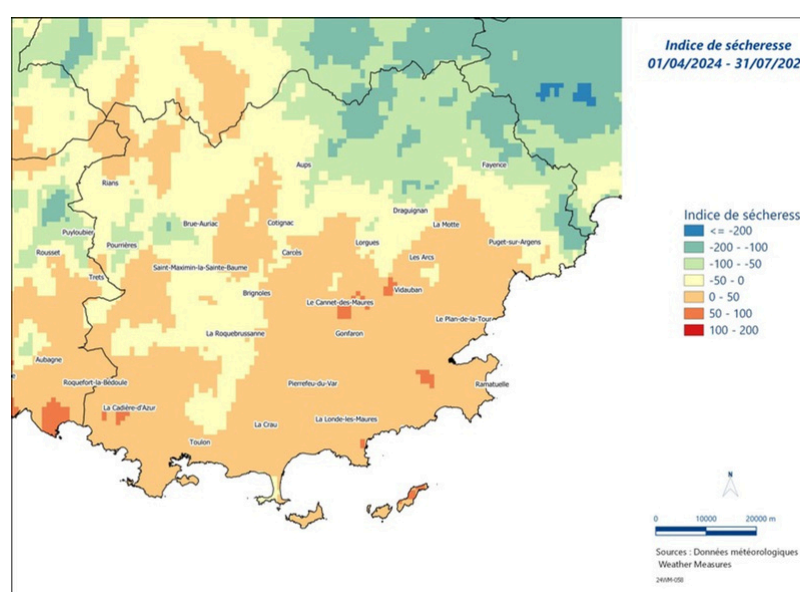 Indice de sécheresse
01/04/2024 - 31/07/202
Aups
Fayence
Rians
Draguignan
Brue-Auriac
Cotignac
La Motte
Puyloubier
Pourrières
Lorgues
Puget-sur-Argens
Rousset
Carcès
Les Arcs
Saint-Maximin-la-Sainte-Baume
Trets
Brignoles
Vidauban
Le Cannet-des-Maures
Le Plan-de-la-Tour
La Roquebrussanne
Gonfaron
Aubagne
Roquefort-la-Bédoule
Pierrefeu-du-Var
Ramatuelle
La Cadière-d'Azur
La Londe-les-Maures
La Crau
Toulon
Indice de sécheress
<= -200
-200 - -100
-100 - -50
-50 - 0
0 - 50
50 - 100
100 - 200
N
0 10000 20000 m
Sources : Données météorologiques
Weather Measures
24WM-058